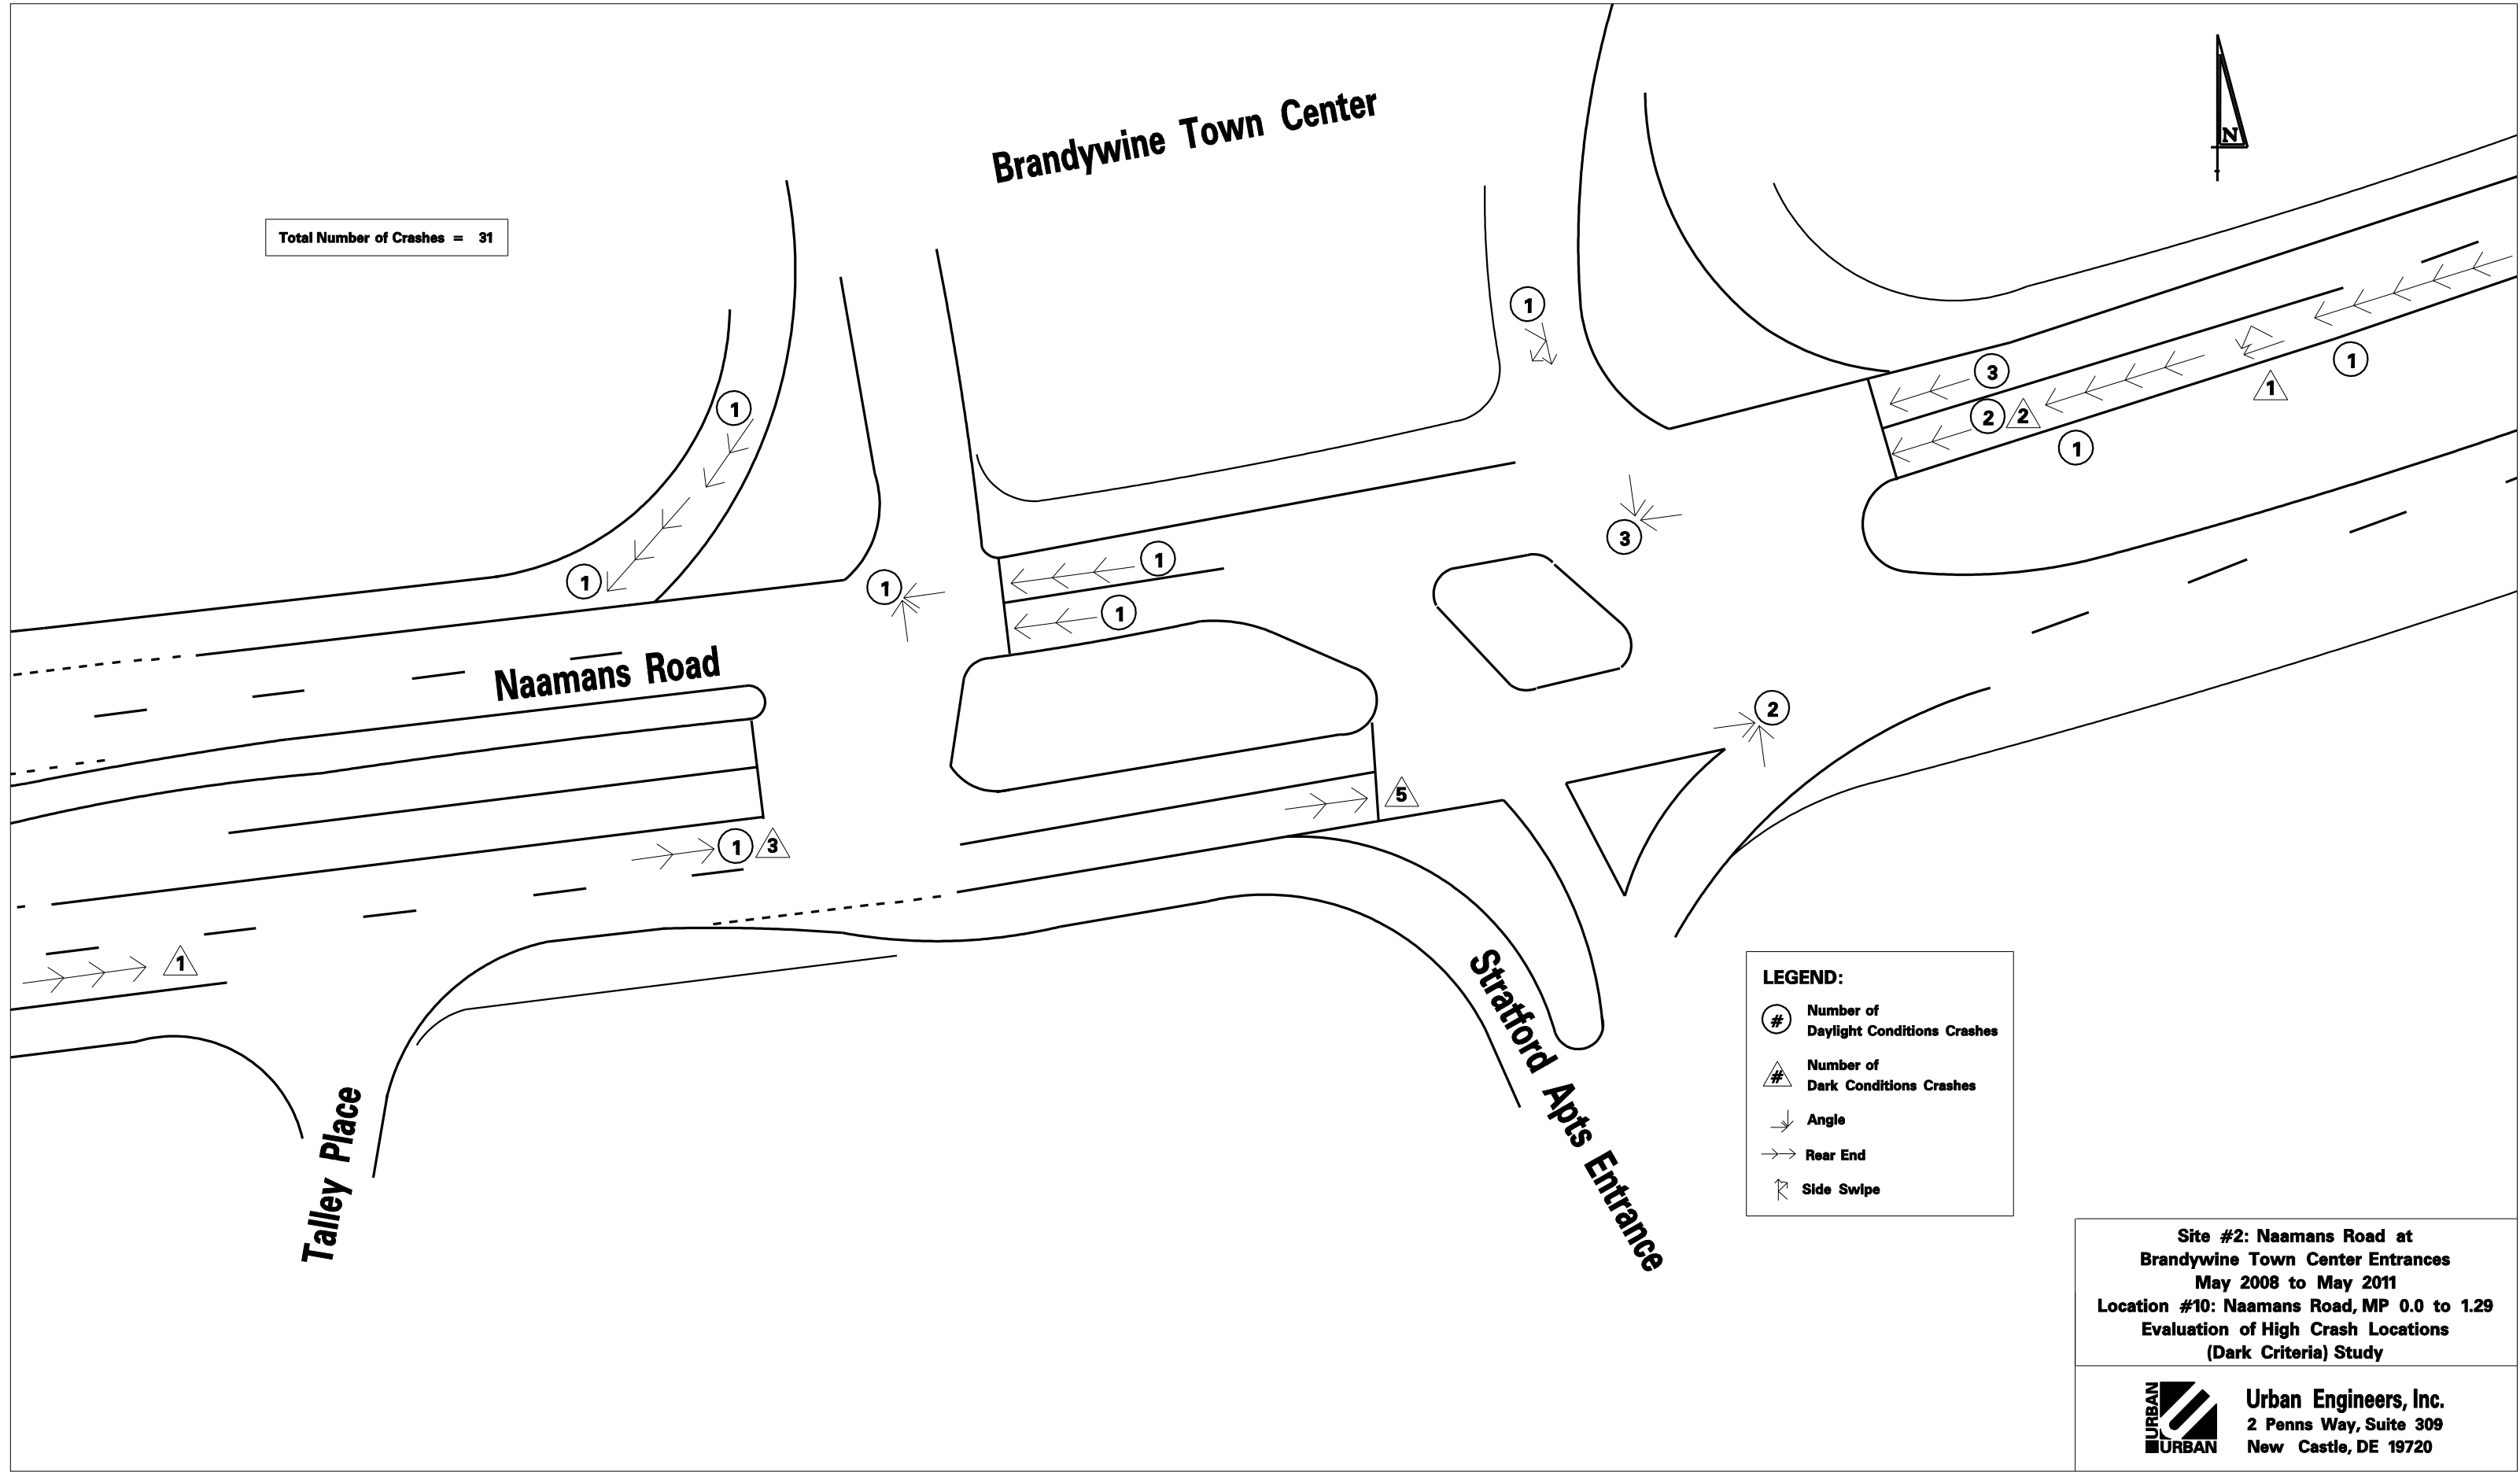 Brandywine Town Center
N
Total Number of Crashes = 31
1
1
3
1
1
2
2
1
1
3
1
1
1
1
Naamans Road
2
5
1
3
1
Stratford Apts Entrance
Talley Place
LEGEND:
# Number of
Daylight Conditions Crashes
# Number of
Dark Conditions Crashes
Angle
Rear End
Side Swipe
Site #2: Naamans Road at
Brandywine Town Center Entrances
May 2008 to May 2011
Location #10: Naamans Road, MP 0.0 to 1.29
Evaluation of High Crash Locations
(Dark Criteria) Study
URBAN
URBAN
Urban Engineers, Inc.
2 Penns Way, Suite 309
New Castle, DE 19720